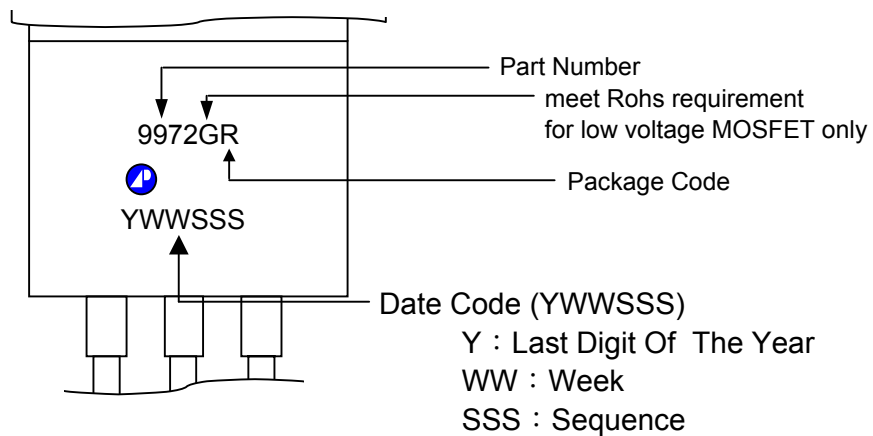 Part Number
meet Rohs requirement
for low voltage MOSFET only
9972GR
Package Code
YWWSSS
Date Code (YWWSSS)
Y：Last Digit Of The Year
WW：Week
SSS：Sequence